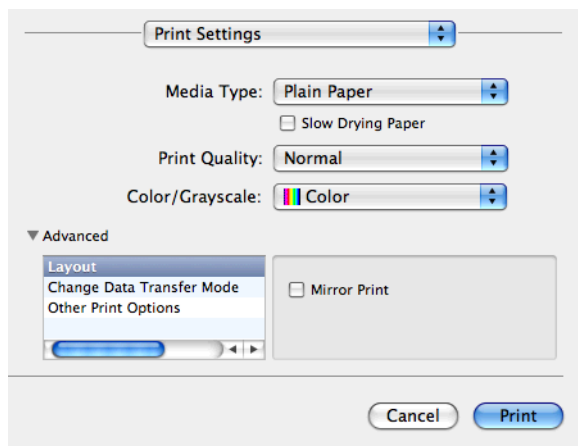 Print Settings
Media Type: Plain Paper
Slow Drying Paper
Print Quality: Normal
Color/Grayscale: Color
Advanced
Layout
Change Data Transfer Mode
Other Print Options
Mirror Print
Cancel Print